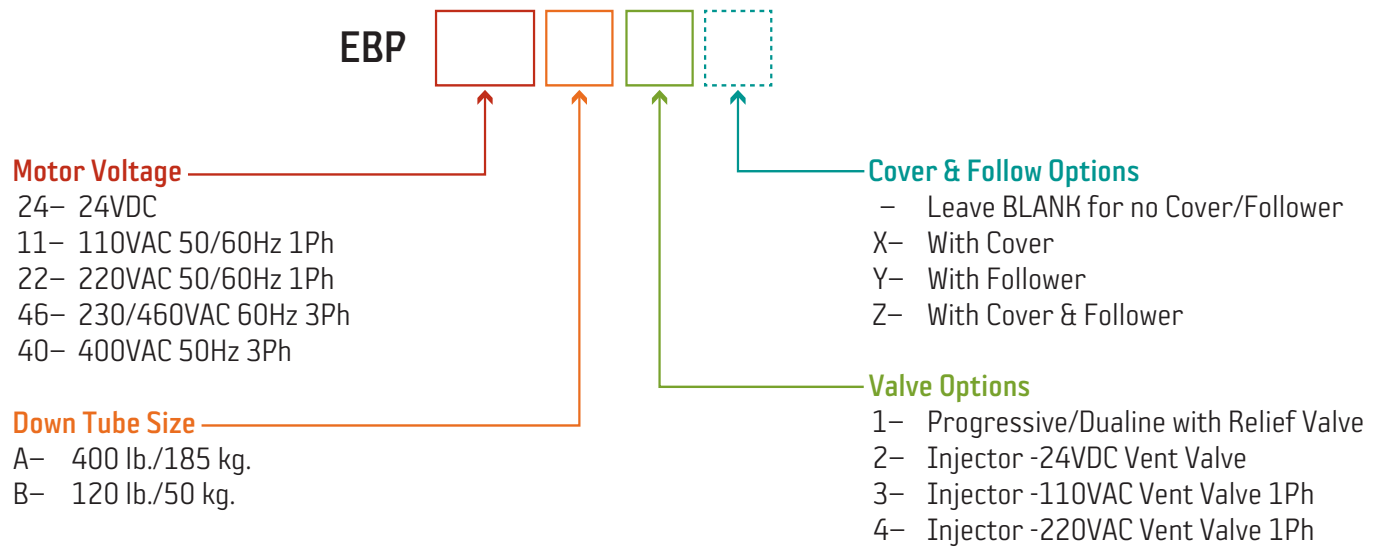 EBP
Motor Voltage
24– 24VDC
11– 110VAC 50/60Hz 1Ph
22– 220VAC 50/60Hz 1Ph
46– 230/460VAC 60Hz 3Ph
40– 400VAC 50Hz 3Ph
Down Tube Size
A– 400 lb./185 kg.
B– 120 lb./50 kg.
Cover & Follow Options
– Leave BLANK for no Cover/Follower
X– With Cover
Y– With Follower
Z– With Cover & Follower
Valve Options
1– Progressive/Dualine with Relief Valve
2– Injector -24VDC Vent Valve
3– Injector -110VAC Vent Valve 1Ph
4– Injector -220VAC Vent Valve 1Ph